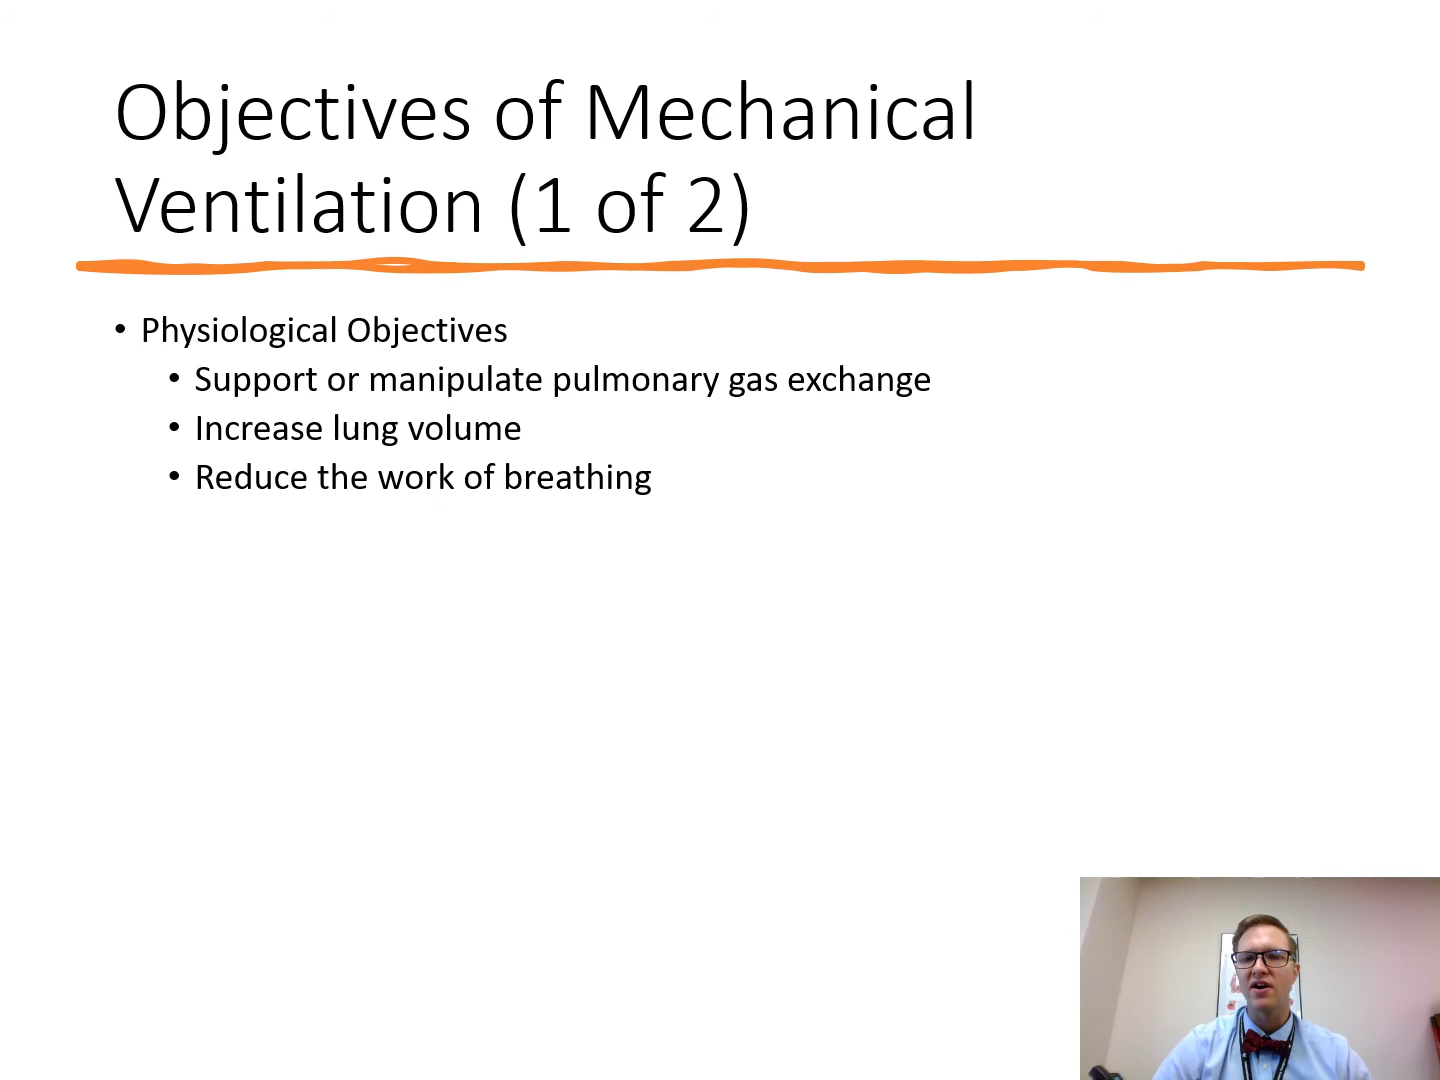 Objectives of Mechanical
Ventilation (1 of 2)
• Physiological Objectives
• Support or manipulate pulmonary gas exchange
• Increase lung volume
• Reduce the work of breathing